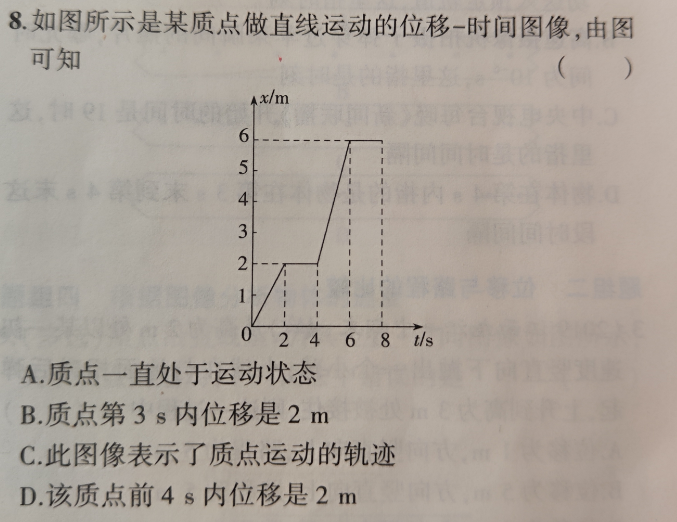 8.如图所示是某质点做直线运动的位移-时间图像,由图
可知 ( )
x/m
6
5
4
3
2
1
0 2 4 6 8 t/s
A.质点一直处于运动状态
B.质点第 3 s 内位移是 2 m
C.此图像表示了质点运动的轨迹
D.该质点前 4 s 内位移是 2 m